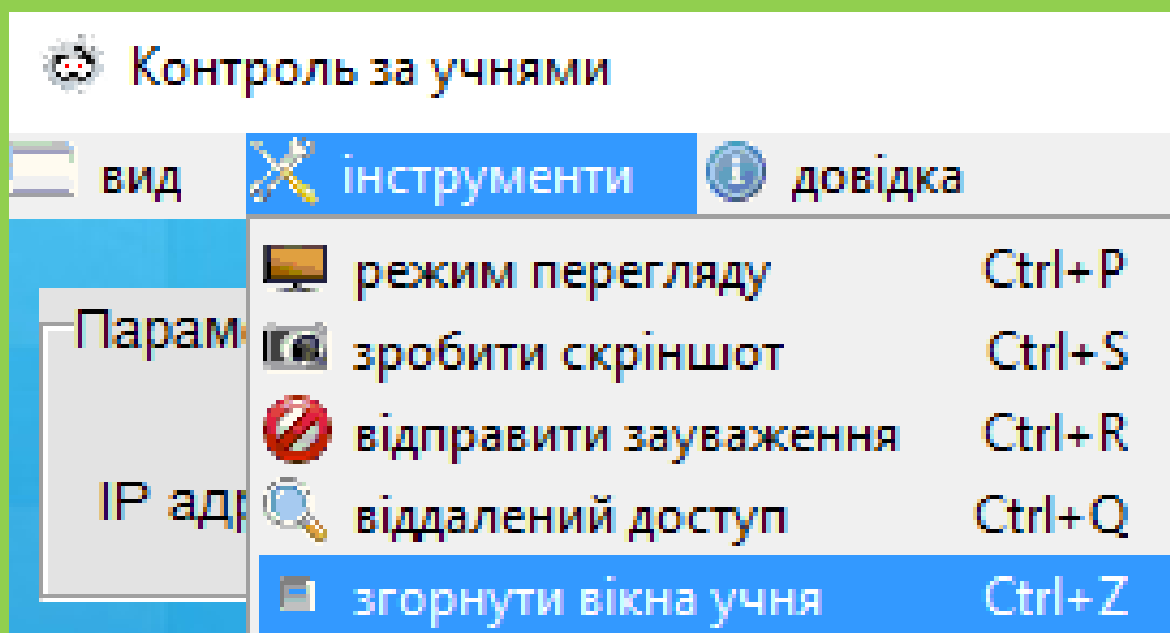 Контроль за учнями
вид інструменти довідка
режим перегляду Ctrl+P
зробити скріншот Ctrl+S
відправити зауваження Ctrl+R
віддалений доступ Ctrl+Q
згорнути вікна учня Ctrl+Z
IP